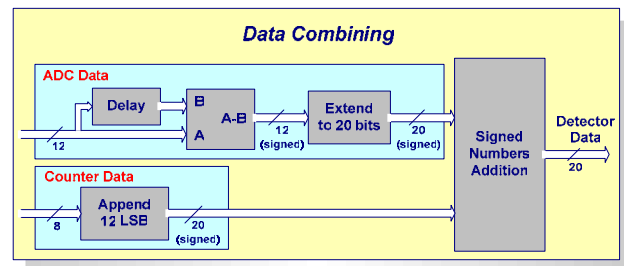 Data Combining
ADC Data
Delay
B
A
A-B
12
12
(signed)
Extend
to 20 bits
20
(signed)
Signed
Numbers
Addition
Detector
Data
20
Counter Data
8
Append
12 LSB
20
(signed)